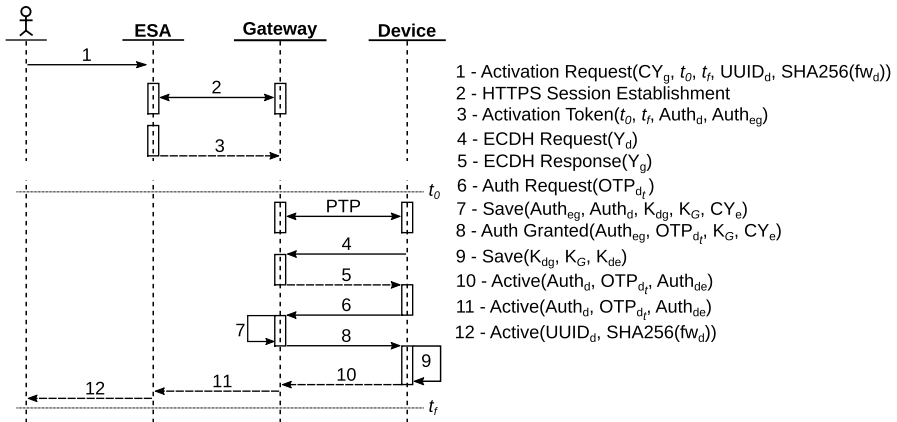 ESA Gateway Device
1
2
3
t0
PTP
4
5
6
7
8
9
10
11
12
tf
1 - Activation Request(CYg, t0, tf, UUIDd, SHA256(fwd))
2 - HTTPS Session Establishment
3 - Activation Token(t0, tf, Authd, Autheg)
4 - ECDH Request(Yd)
5 - ECDH Response(Yg)
6 - Auth Request(OTPdt)
7 - Save(Autheg, Authd, Kdg, KG, CYe)
8 - Auth Granted(Autheg, OTPdt, KG, CYe)
9 - Save(Kdg, KG, Kde)
10 - Active(Authd, OTPdt, Authde)
11 - Active(Authd, OTPdt, Authde)
12 - Active(UUIDd, SHA256(fwd))